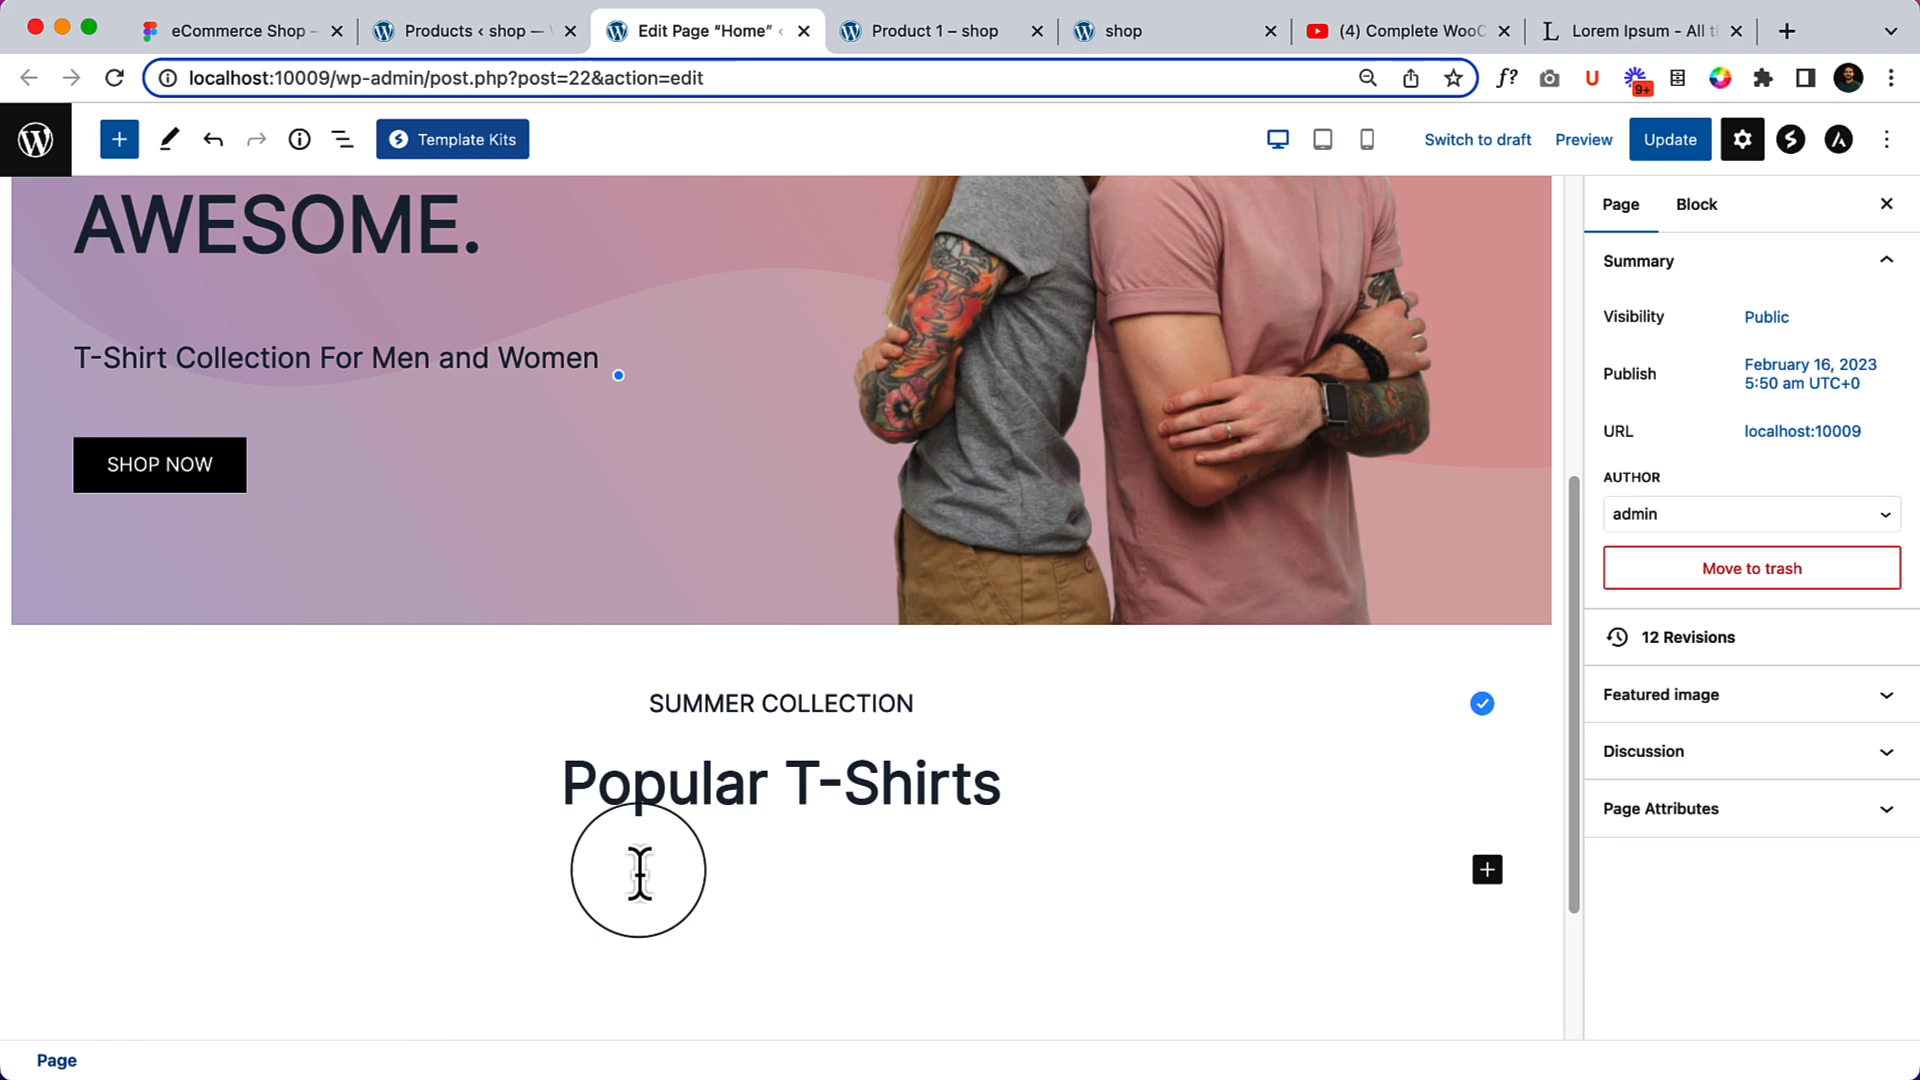 eCommerce Shop –
Products ‹ shop —
Edit Page “Home” ‹
Product 1 – shop
shop
(4) Complete WooC
Lorem Ipsum - All t
localhost:10009/wp-admin/post.php?post=22&action=edit
f?
U
9+
Template Kits
Switch to draft
Preview
Update
AWESOME.
T-Shirt Collection For Men and Women
SHOP NOW
SUMMER COLLECTION
Popular T-Shirts
Page
Block
Summary
Visibility
Public
Publish
February 16, 2023
5:50 am UTC+0
URL
localhost:10009
AUTHOR
admin
Move to trash
12 Revisions
Featured image
Discussion
Page Attributes
Page